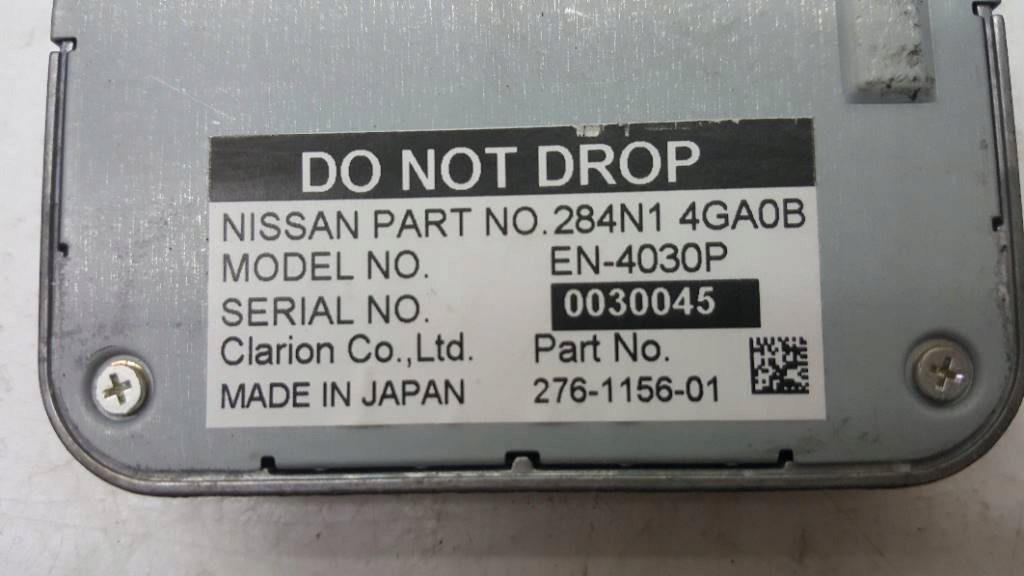 DO NOT DROP
NISSAN PART NO. 284N1 4GA0B
MODEL NO. EN-4030P
SERIAL NO. 0030045
Clarion Co.,Ltd. Part No.
MADE IN JAPAN 276-1156-01